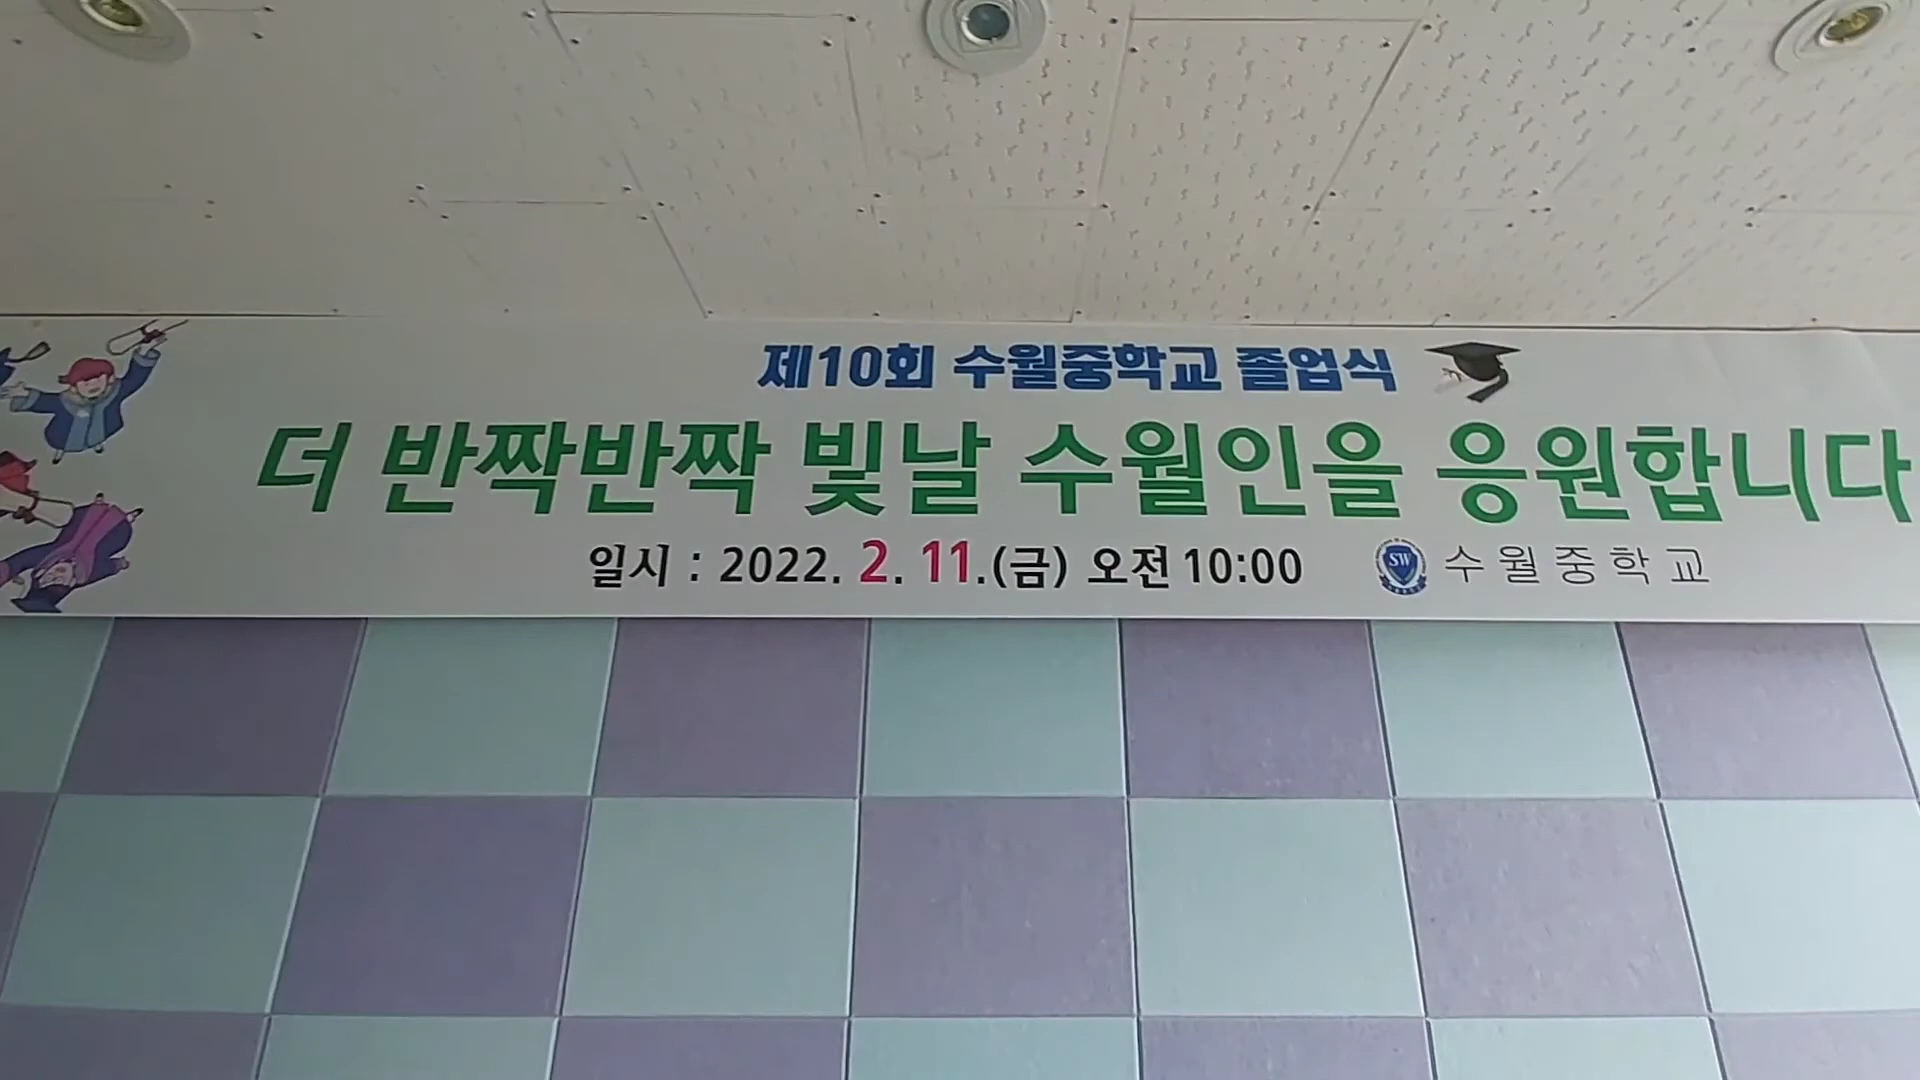 제10회 수월중학교 졸업식
더 반짝반짝 빛날 수월인을 응원합니다
일시 : 2022. 2. 11.(금) 오전 10:00
SW 수월중학교